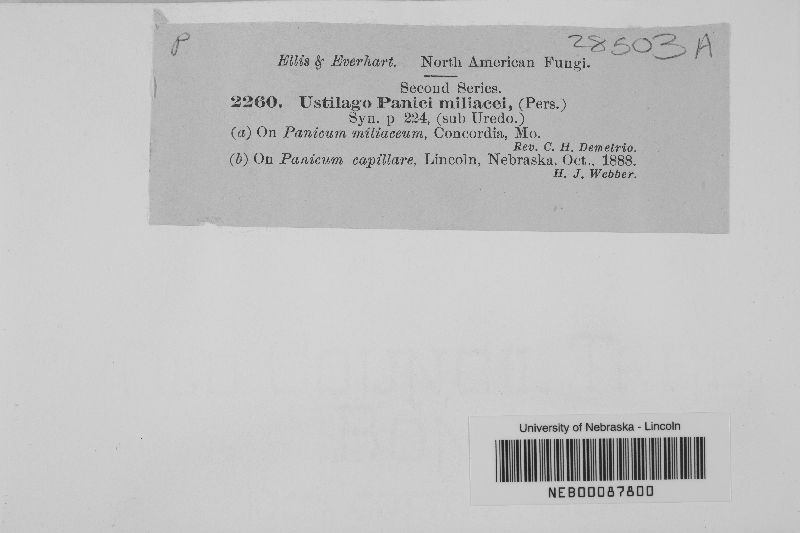 P
28503 A
Ellis & Everhart. North American Fungi.
Second Series.
2260. Ustilago Panici miliacei, (Pers.)
Syn. p 224, (sub Uredo.)
(a) On Panicum miliaceum, Concordia, Mo.
Rev. C. H. Demetrio.
(b) On Panicum capillare, Lincoln, Nebraska, Oct., 1888.
H. J. Webber.
University of Nebraska - Lincoln
NEB00087800